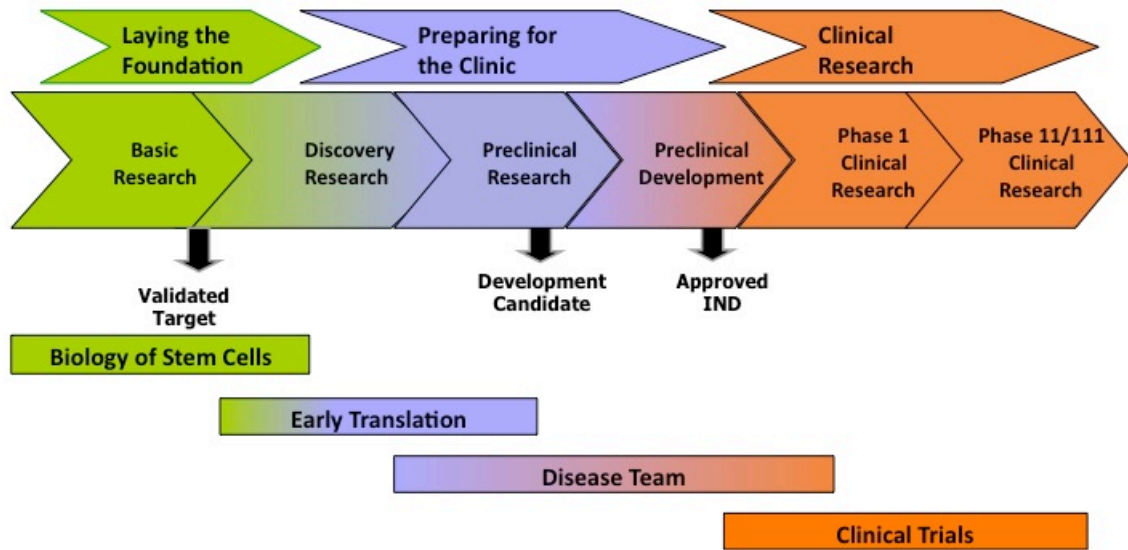 Laying the
Foundation
Preparing for
the Clinic
Clinical
Research
Basic
Research
Discovery
Research
Preclinical
Research
Preclinical
Development
Phase 1
Clinical
Research
Phase 11/111
Clinical
Research
Validated
Target
Development
Candidate
Approved
IND
Biology of Stem Cells
Early Translation
Disease Team
Clinical Trials